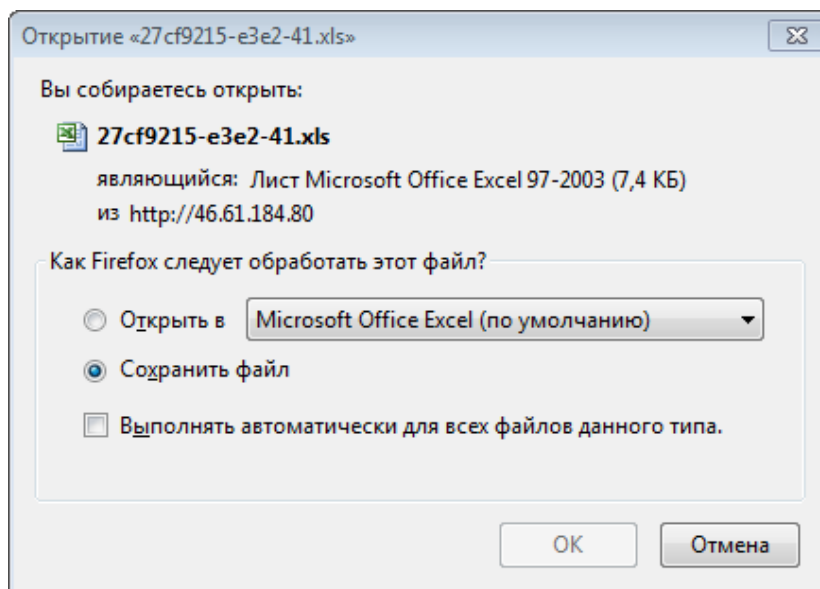 Открытие «27cf9215-e3e2-41.xls»
Вы собираетесь открыть:
27cf9215-e3e2-41.xls
являющийся: Лист Microsoft Office Excel 97-2003 (7,4 КБ)
из http://46.61.184.80
Как Firefox следует обработать этот файл?
Открыть в Microsoft Office Excel (по умолчанию)
Сохранить файл
Выполнять автоматически для всех файлов данного типа.
ОК Отмена